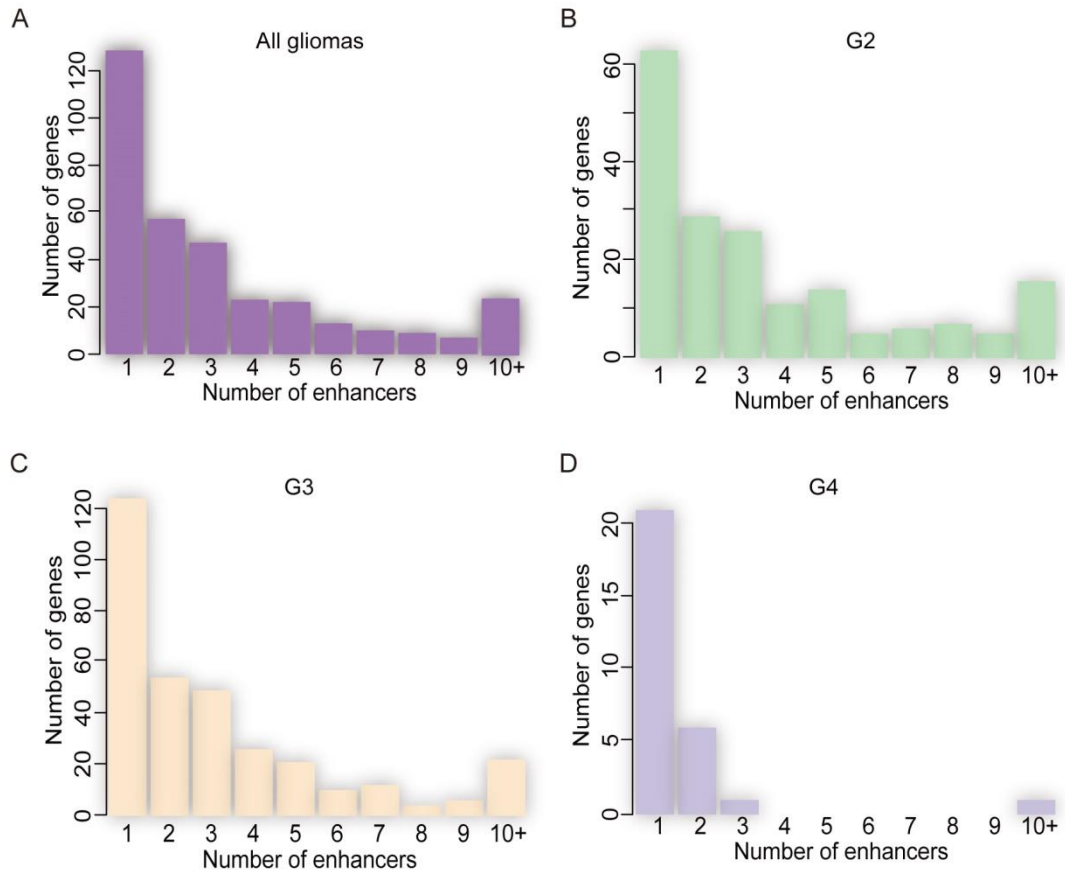 A
All gliomas
Number of genes
0
20
40
60
80
100
120
1 2 3 4 5 6 7 8 9 10+
Number of enhancers
B
G2
Number of genes
0
20
40
60
1 2 3 4 5 6 7 8 9 10+
Number of enhancers
C
G3
Number of genes
0
20
40
60
80
100
120
1 2 3 4 5 6 7 8 9 10+
Number of enhancers
D
G4
Number of genes
0
5
10
15
20
1 2 3 4 5 6 7 8 9 10+
Number of enhancers